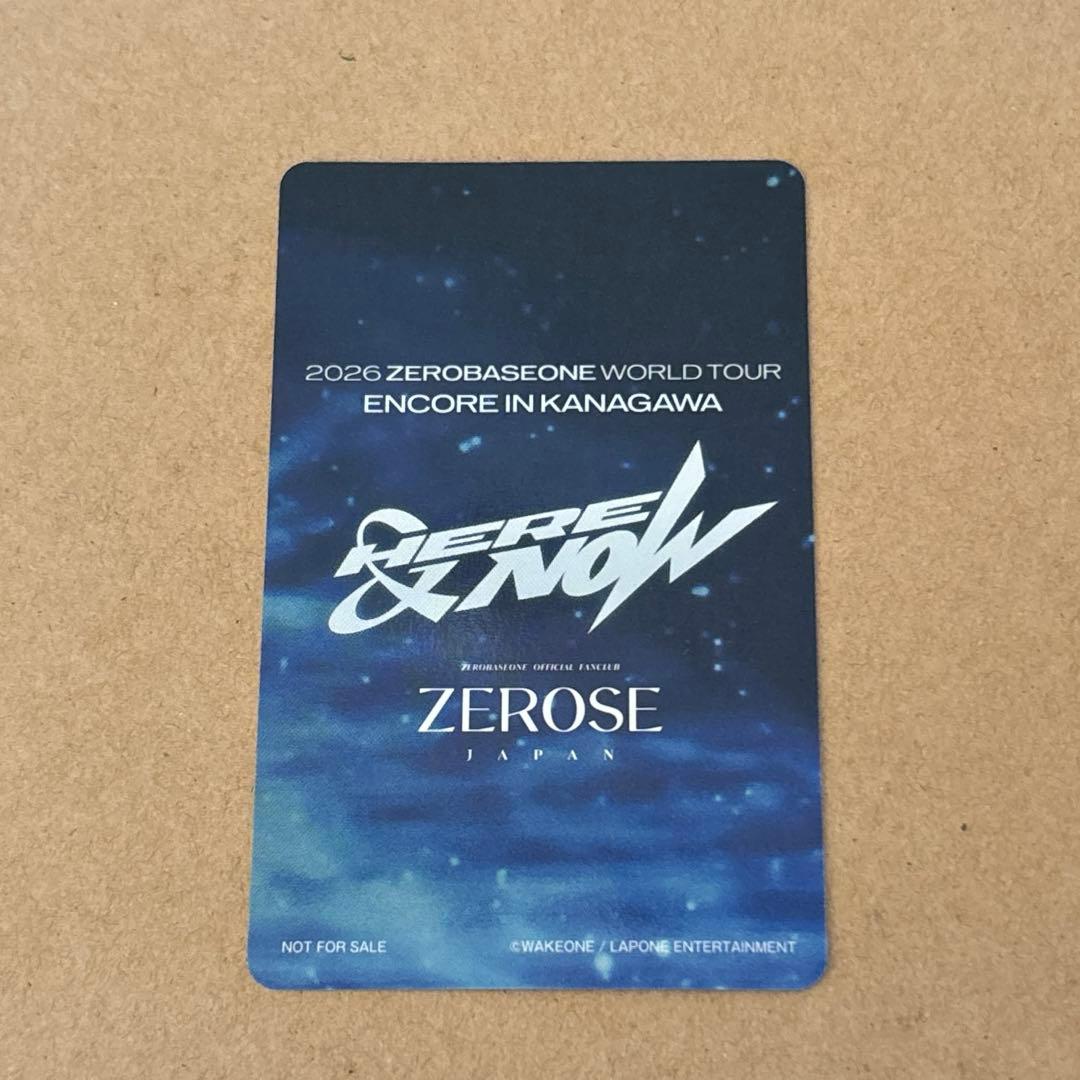 2026 ZEROBASEONE WORLD TOUR
ENCORE IN KANAGAWA
HERE
& NOW
ZEROBASEONE OFFICIAL FANCLUB
ZEROSE
JAPAN
NOT FOR SALE
©WAKEONE / LAPONE ENTERTAINMENT